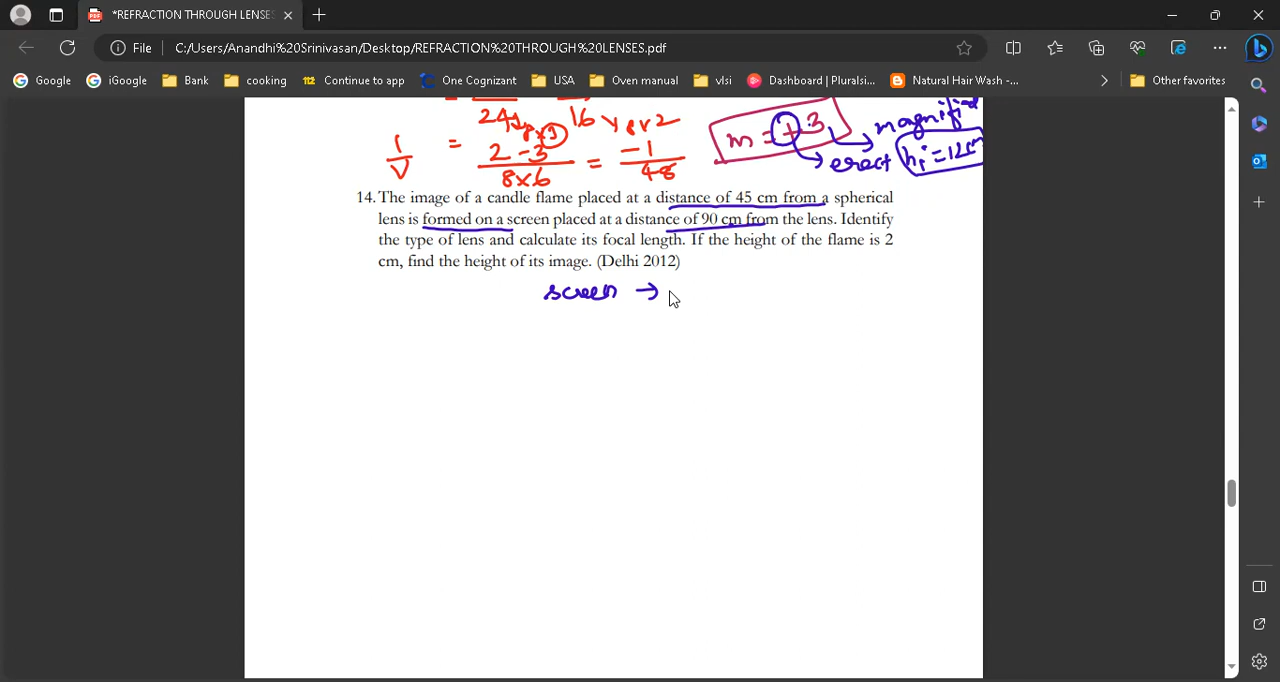 *REFRACTION THROUGH LENSES
File C:/Users/Anandhi%20Srinivasan/Desktop/REFRACTION%20THROUGH%20LENSES.pdf
Google iGoogle Bank cooking Continue to app One Cognizant USA Oven manual vlsi Dashboard | Pluralsi... Natural Hair Wash -... Other favorites
m = +3 magnified
1/V = 2 - 3 / 8x6 = -1 / 48 erect hi = 12cm
14. The image of a candle flame placed at a distance of 45 cm from a spherical
lens is formed on a screen placed at a distance of 90 cm from the lens. Identify
the type of lens and calculate its focal length. If the height of the flame is 2
cm, find the height of its image. (Delhi 2012)
screen →